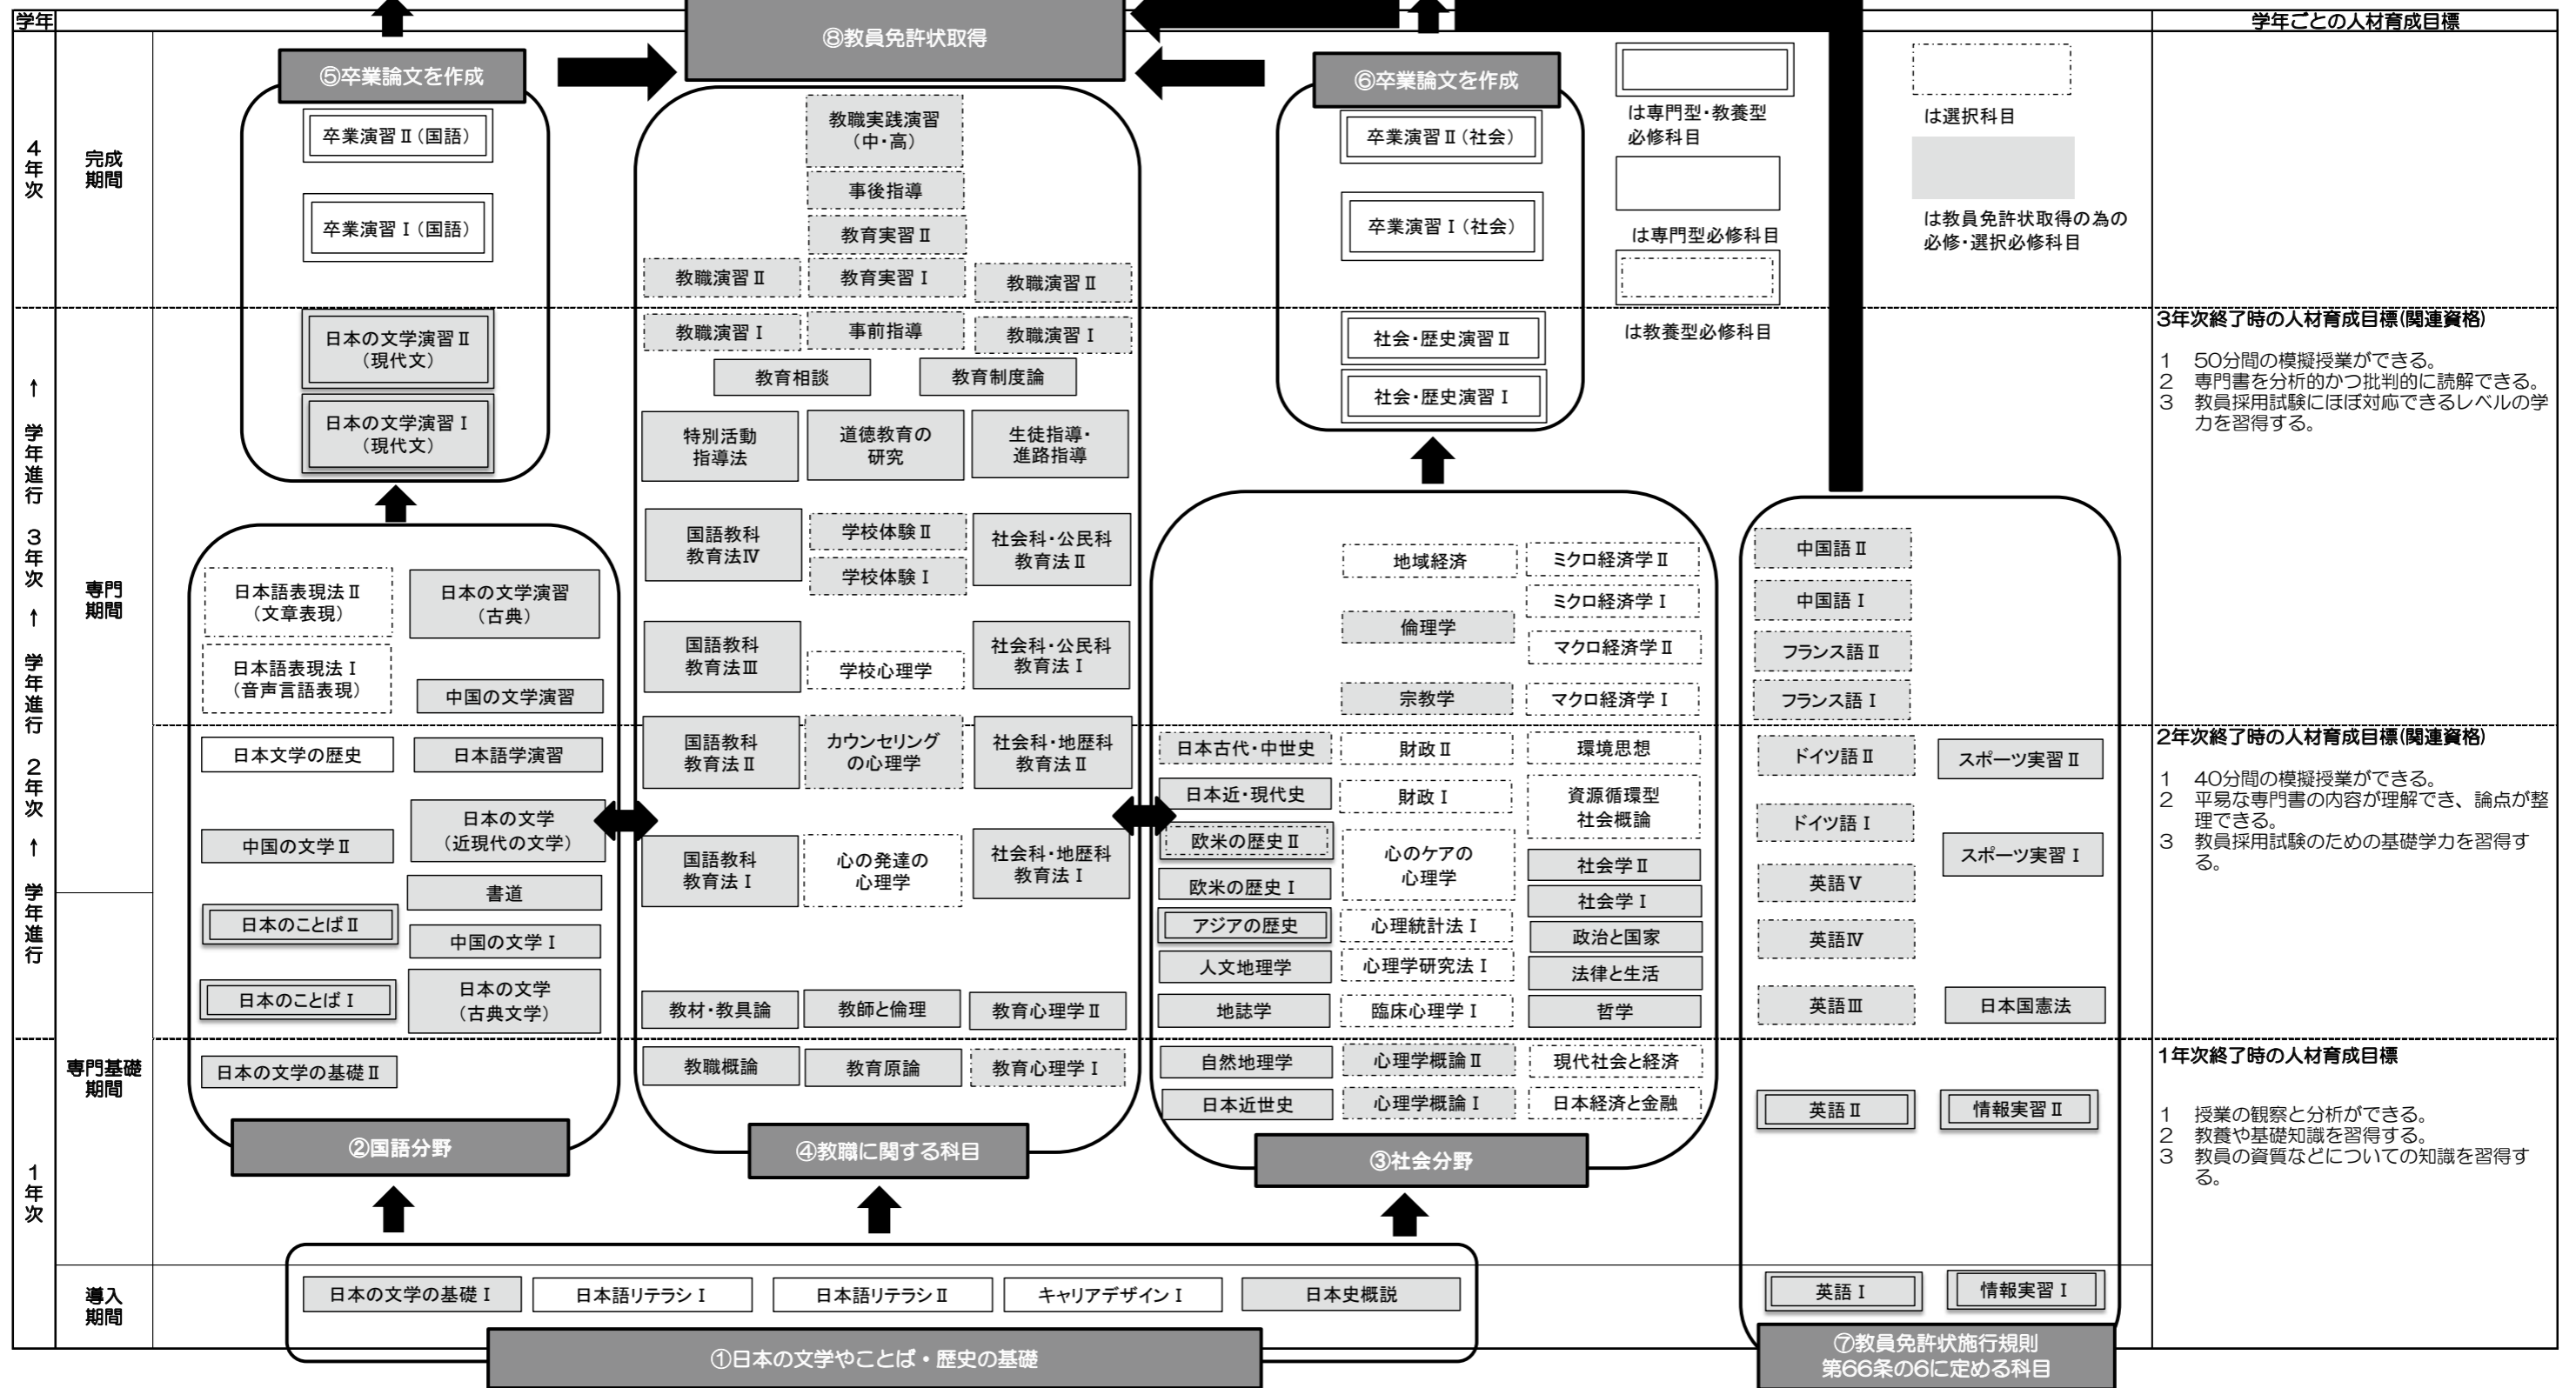 学年
学年ごとの人材育成目標
⑧教員免許状取得
⑤卒業論文を作成
⑥卒業論文を作成
4年次
完成
期間
卒業演習Ⅱ（国語）
卒業演習Ⅰ（国語）
教職実践演習
（中・高）
事後指導
教育実習Ⅱ
教職演習Ⅱ
教育実習Ⅰ
教職演習Ⅱ
卒業演習Ⅱ（社会）
卒業演習Ⅰ（社会）
は専門型・教養型
必修科目
は専門型必修科目
は教養型必修科目
は選択科目
は教員免許状取得の為の
必修・選択必修科目
↑ 学年進行 3年次 ↑ 学年進行 2年次 ↑ 学年進行
専門
期間
日本の文学演習Ⅱ
（現代文）
日本の文学演習Ⅰ
（現代文）
教職演習Ⅰ
事前指導
教職演習Ⅰ
教育相談
教育制度論
特別活動
指導法
道徳教育の
研究
生徒指導・
進路指導
社会・歴史演習Ⅱ
社会・歴史演習Ⅰ
3年次終了時の人材育成目標(関連資格)
1 50分間の模擬授業ができる。
2 専門書を分析的かつ批判的に読解できる。
3 教員採用試験にほぼ対応できるレベルの学
力を習得する。
日本語表現法Ⅱ
（文章表現）
日本の文学演習
（古典）
日本語表現法Ⅰ
（音声言語表現）
中国の文学演習
国語教科
教育法Ⅳ
学校体験Ⅱ
学校体験Ⅰ
社会科・公民科
教育法Ⅱ
国語教科
教育法Ⅲ
学校心理学
社会科・公民科
教育法Ⅰ
地域経済
ミクロ経済学Ⅱ
ミクロ経済学Ⅰ
倫理学
マクロ経済学Ⅱ
宗教学
マクロ経済学Ⅰ
中国語Ⅱ
中国語Ⅰ
フランス語Ⅱ
フランス語Ⅰ
日本文学の歴史
日本語学演習
日本の文学
（近現代の文学）
中国の文学Ⅱ
書道
日本のことばⅡ
中国の文学Ⅰ
日本のことばⅠ
日本の文学
（古典文学）
国語教科
教育法Ⅱ
カウンセリング
の心理学
社会科・地歴科
教育法Ⅱ
国語教科
教育法Ⅰ
心の発達の
心理学
社会科・地歴科
教育法Ⅰ
教材・教具論
教師と倫理
教育心理学Ⅱ
日本古代・中世史
財政Ⅱ
環境思想
日本近・現代史
財政Ⅰ
資源循環型
社会概論
欧米の歴史Ⅱ
心のケアの
心理学
社会学Ⅱ
欧米の歴史Ⅰ
社会学Ⅰ
アジアの歴史
心理統計法Ⅰ
政治と国家
人文地理学
心理学研究法Ⅰ
法律と生活
地誌学
臨床心理学Ⅰ
哲学
ドイツ語Ⅱ
スポーツ実習Ⅱ
ドイツ語Ⅰ
スポーツ実習Ⅰ
英語Ⅴ
英語Ⅳ
英語Ⅲ
日本国憲法
2年次終了時の人材育成目標(関連資格)
1 40分間の模擬授業ができる。
2 平易な専門書の内容が理解でき、論点が整
理できる。
3 教員採用試験のための基礎学力を習得す
る。
1年次
専門基礎
期間
日本の文学の基礎Ⅱ
教職概論
教育原論
教育心理学Ⅰ
自然地理学
心理学概論Ⅱ
現代社会と経済
日本近世史
心理学概論Ⅰ
日本経済と金融
英語Ⅱ
情報実習Ⅱ
1年次終了時の人材育成目標
1 授業の観察と分析ができる。
2 教養や基礎知識を習得する。
3 教員の資質などについての知識を習得す
る。
②国語分野
④教職に関する科目
③社会分野
導入
期間
日本の文学の基礎Ⅰ
日本語リテラシⅠ
日本語リテラシⅡ
キャリアデザインⅠ
日本史概説
英語Ⅰ
情報実習Ⅰ
①日本の文学やことば・歴史の基礎
⑦教員免許状施行規則
第66条の6に定める科目